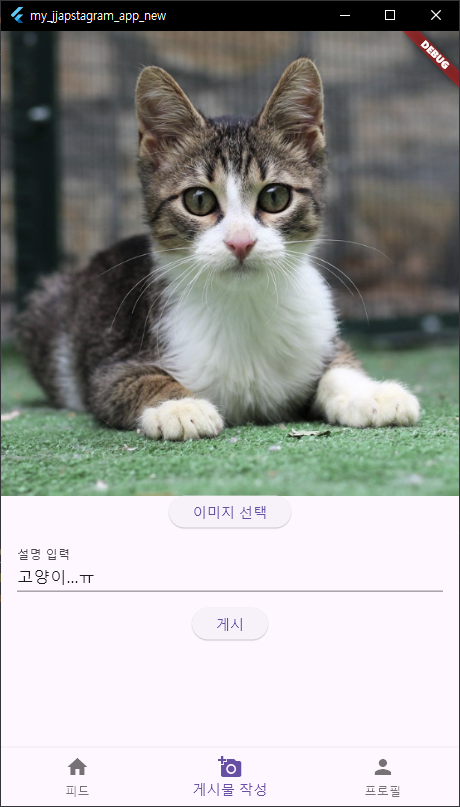 my_jjapstagram_app_new
DEBUG
이미지 선택
설명 입력
고양이...ㅠ
게시
피드
게시물 작성
프로필